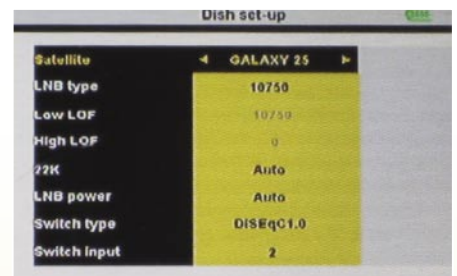 Dish set-up
Satellite ◄ GALAXY 25 ►
LNB type 10750
Low LOF 10750
High LOF 0
22K Auto
LNB power Auto
Switch type DISEqC1.0
Switch input 2